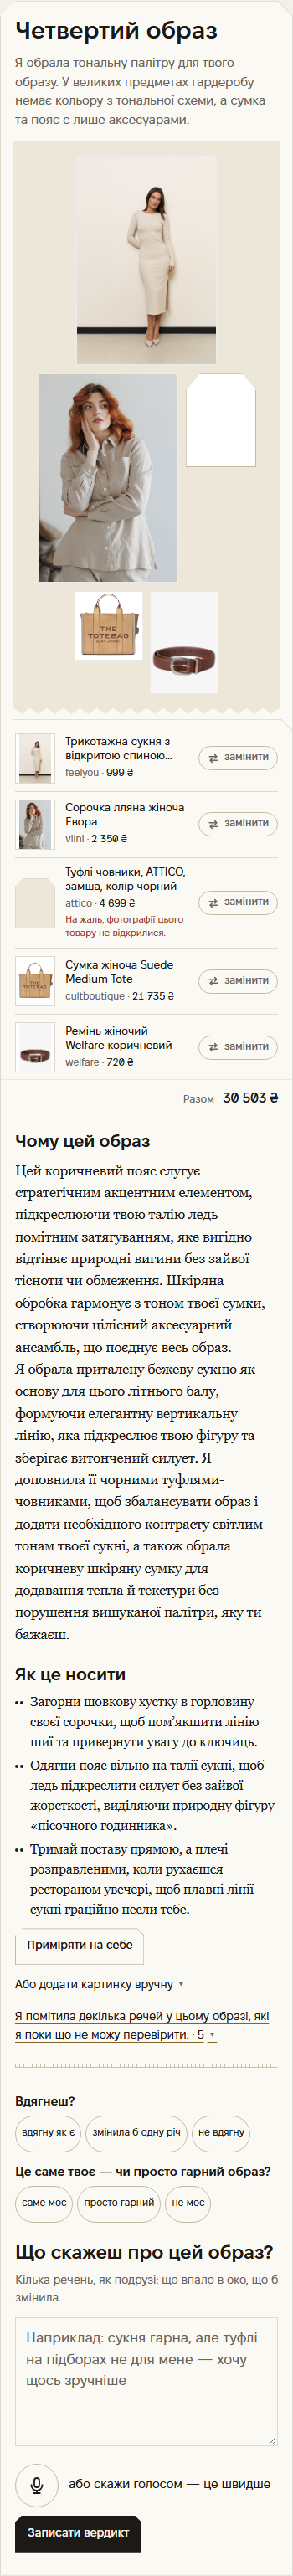 Четвертий образ
Я обрала тональну палітру для твого
образу. У великих предметах гардеробу
немає кольору з тональної схеми, а сумка
та пояс є лише аксесуарами.
THE
TOTE BAG
Трикотажна сукня з
відкритою спиною...
feelyou · 999 ₴
замінити
Сорочка лляна жіноча
Евора
vilni · 2 350 ₴
замінити
Туфлі човники, ATTICO,
замша, колір чорний
attico · 4 699 ₴
На жаль, фотографії цього
товару не відкрилися.
замінити
Сумка жіноча Suede
Medium Tote
cultboutique · 21 735 ₴
замінити
Ремінь жіночий
Welfare коричневий
welfare · 720 ₴
замінити
Разом 30 503 ₴
Чому цей образ
Цей коричневий пояс слугує
стратегічним акцентним елементом,
підкреслюючи твою талію ледь
помітним затягуванням, яке вигідно
відтіняє природні вигини без зайвої
тісноти чи обмеження. Шкіряна
обробка гармонує з тоном твоєї сумки,
створюючи цілісний аксесуарний
ансамбль, що поєднує весь образ.
Я обрала приталену бежеву сукню як
основу для цього літнього балу,
формуючи елегантну вертикальну
лінію, яка підкреслює твою фігуру та
зберігає витончений силует. Я
доповнила її чорними туфлями-
човниками, щоб збалансувати образ і
додати необхідного контрасту світлим
тонам твоєї сукні, а також обрала
коричневу шкіряну сумку для
додавання тепла й текстури без
порушення вишуканої палітри, яку ти
бажаєш.
Як це носити
•• Загорни шовкову хустку в горловину
своєї сорочки, щоб пом’якшити лінію
шиї та привернути увагу до ключиць.
•• Одягни пояс вільно на талії сукні, щоб
ледь підкреслити силует без зайвої
жорсткості, виділяючи природну фігуру
«пісочного годинника».
•• Тримай поставу прямою, а плечі
розправленими, коли рухаєшся
рестораном увечері, щоб плавні лінії
сукні граційно несли тебе.
Приміряти на себе
Або додати картинку вручну
Я помітила декілька речей у цьому образі, які
я поки що не можу перевірити. · 5
Вдягнеш?
вдягну як є
змінила б одну річ
не вдягну
Це саме твоє — чи просто гарний образ?
саме моє
просто гарний
не моє
Що скажеш про цей образ?
Кілька речень, як подрузі: що впало в око, що б
змінила.
Наприклад: сукня гарна, але туфлі
на підборах не для мене — хочу
щось зручніше
або скажи голосом — це швидше
Записати вердикт